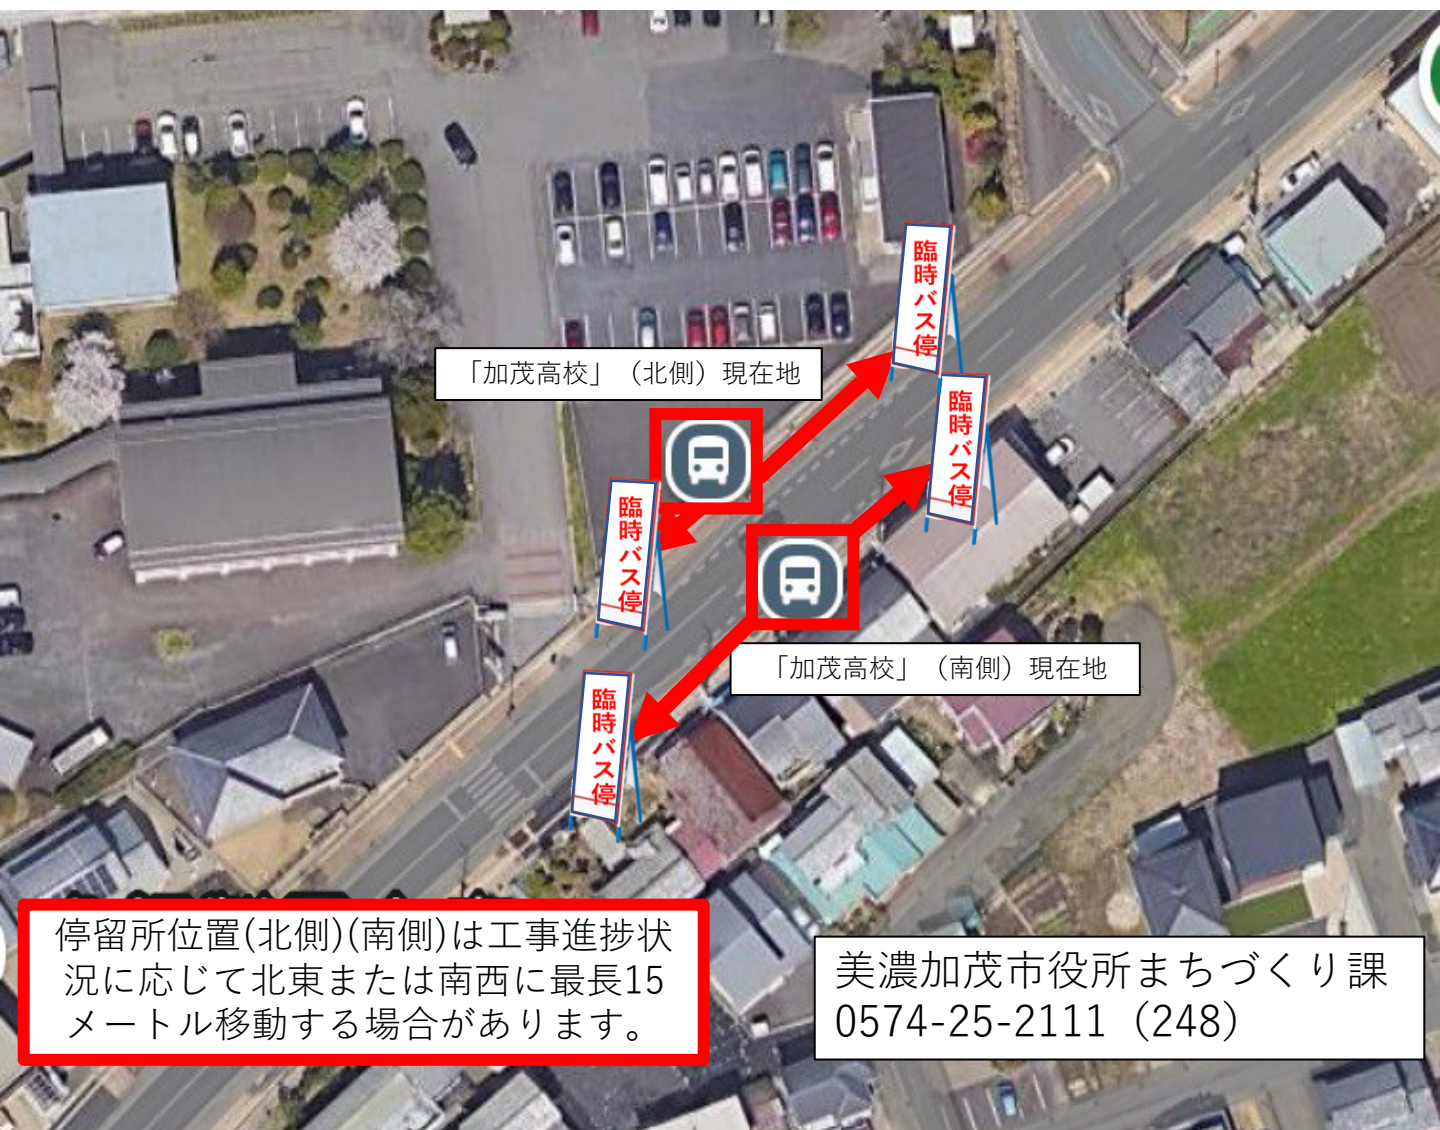 臨時バス停
「加茂高校」（北側）現在地
臨時バス停
臨時バス停
「加茂高校」（南側）現在地
臨時バス停
停留所位置(北側)(南側)は工事進捗状
況に応じて北東または南西に最長15
メートル移動する場合があります。
美濃加茂市役所まちづくり課
0574-25-2111（248）